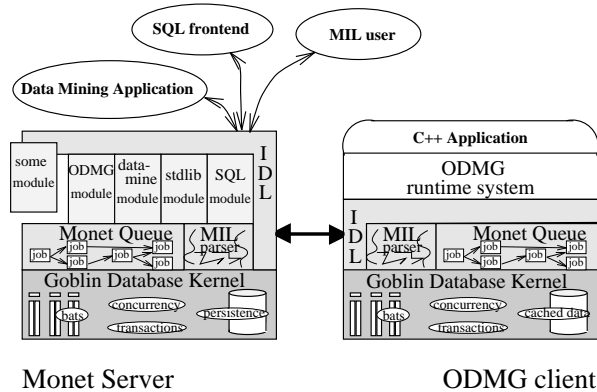 SQL frontend
MIL user
Data Mining Application
some
module
ODMG
module
data-
mine
module
stdlib
module
SQL
module
I
D
L
Monet Queue
job
job
job
job
job
job
MIL
parser
Goblin Database Kernel
bats
concurrency
transactions
persistence
Monet Server
C++ Application
ODMG
runtime system
I
D
L
MIL
parser
Monet Queue
job
job
job
job
job
job
Goblin Database Kernel
bats
concurrency
transactions
cached data
ODMG client